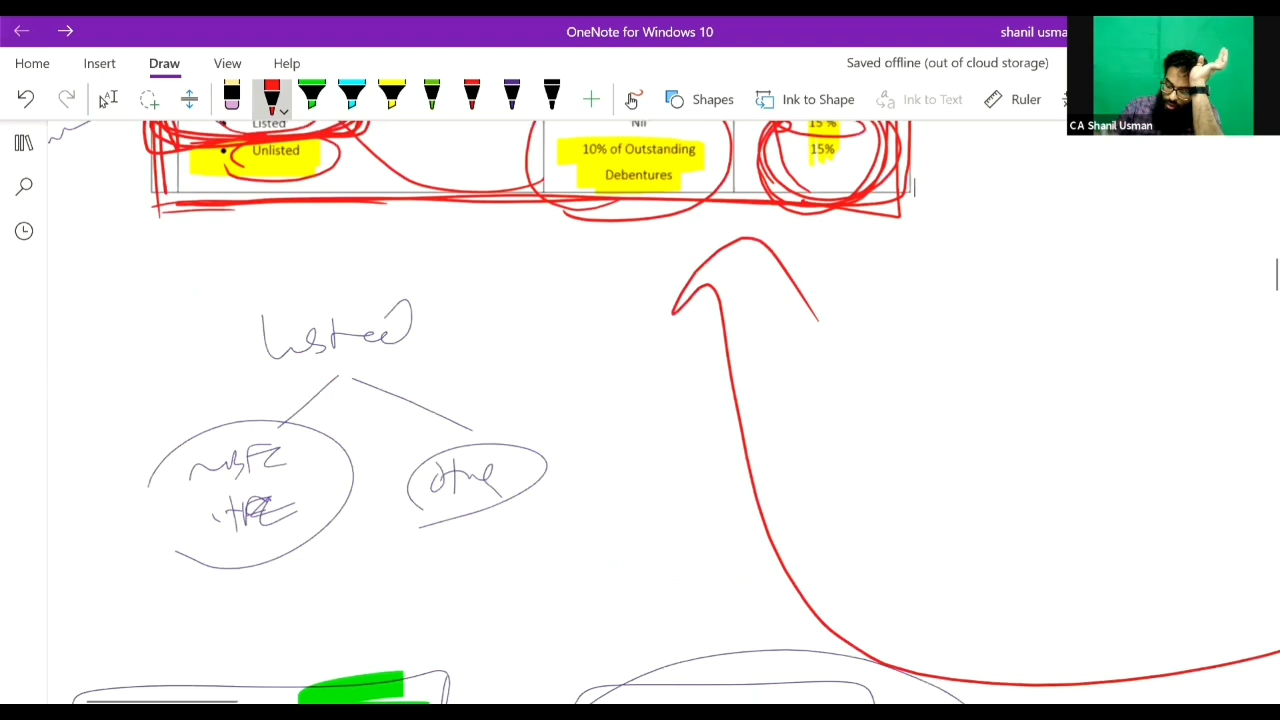 OneNote for Windows 10
shanil usma
Home Insert Draw View Help
Saved offline (out of cloud storage)
Shapes Ink to Shape Ink to Text Ruler
CA Shanil Usman
Listed Nil 15 %
Unlisted 10% of Outstanding 15%
Debentures
Listed
NBFC
HFC